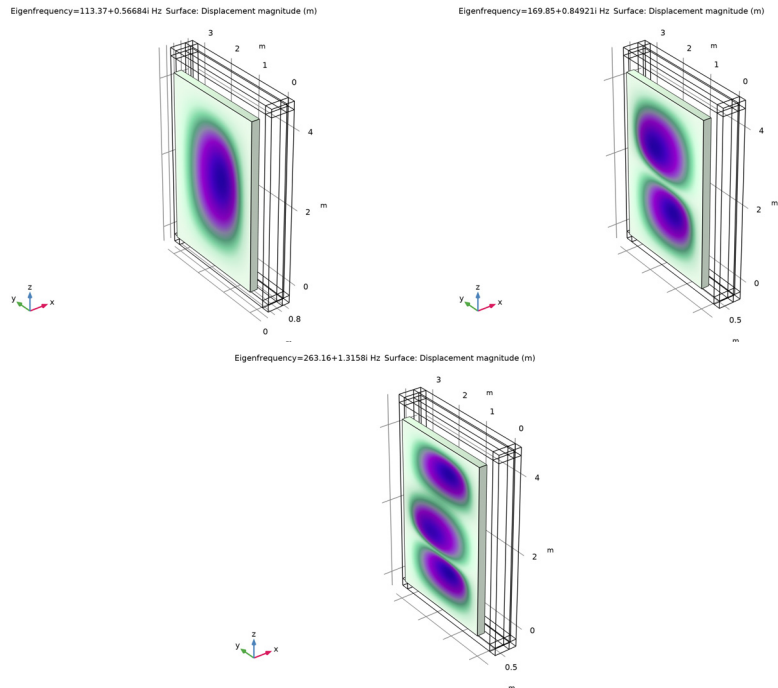 Eigenfrequency=113.37+0.56684i Hz Surface: Displacement magnitude (m)
3
2
m
1
0
4
m
2
0
0.8
0
z
y
x
Eigenfrequency=169.85+0.84921i Hz Surface: Displacement magnitude (m)
3
2
m
1
0
4
2
m
0
0.5
m
z
y
x
Eigenfrequency=263.16+1.3158i Hz Surface: Displacement magnitude (m)
3
2
m
1
0
4
2
m
0
0.5
z
y
x